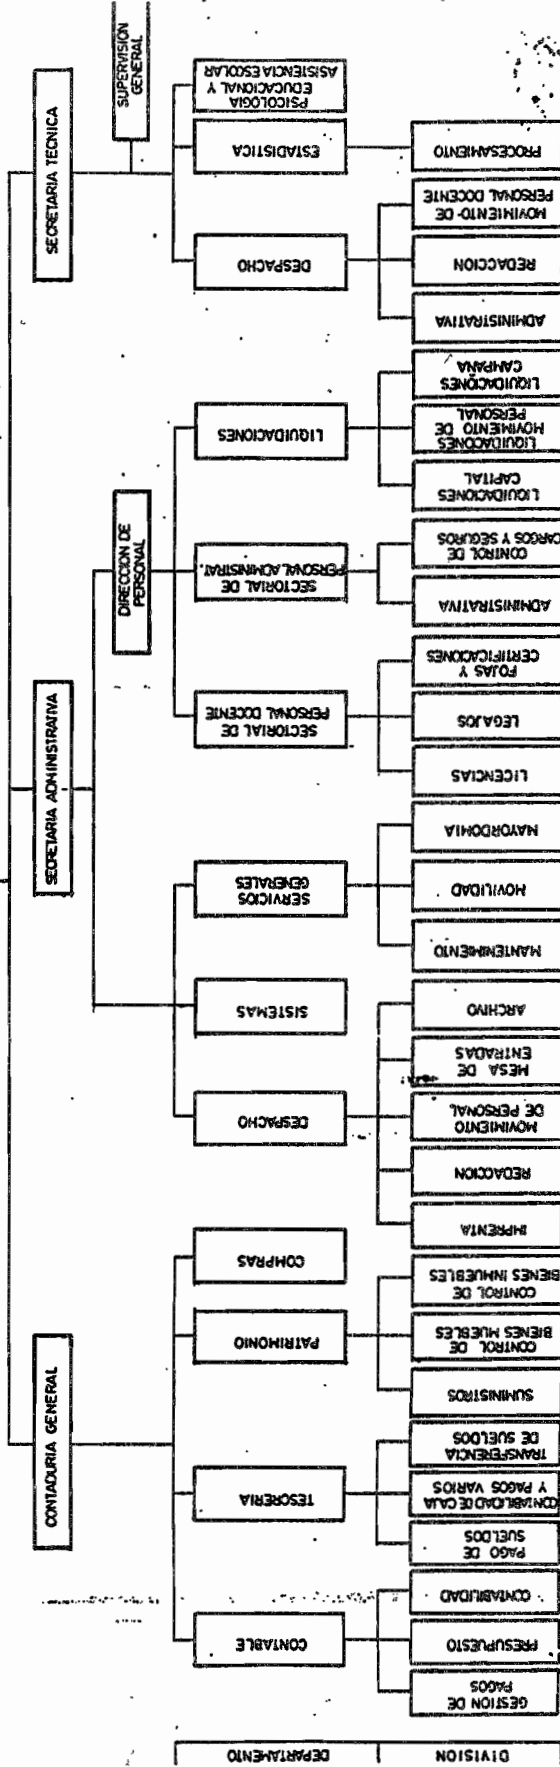 SECRETARIA TECNICA
SUPERVISION
GENERAL
PSICOLOGIA
EDUCACIONAL Y
ASISTENCIA ESCOLAR
ESTADISTICA
PROCESAMIENTO
DESPACHO
MOVIMIENTO-DE
PERSONAL DOCENTE
REDACCION
ADMINISTRATIVA
SECRETARIA ADMINISTRATIVA
DIRECCION DE
PERSONAL
LIQUIDACIONES
LIQUIDACIONES
CAMPAÑA
LIQUIDACIONES
MOVIMIENTO DE
PERSONAL
LIQUIDACIONES
CAPITAL
SECTORIAL DE
PERSONAL ADMINISTRAT.
CONTROL DE
CARGOS Y SEGUROS
ADMINISTRATIVA
SECTORIAL DE
PERSONAL DOCENTE
FOJAS Y
CERTIFICACIONES
LEGAJOS
LICENCIAS
SERVICIOS
GENERALES
MAYORDOMIA
MOVILIDAD
MANTENIMIENTO
SISTEMAS
DESPACHO
ARCHIVO
MESA DE
ENTRADAS
MOVIMIENTO
DE PERSONAL
REDACCION
IMPRENTA
CONTADURIA GENERAL
COMPRAS
PATRIMONIO
CONTROL DE
BIENES INMUEBLES
CONTROL DE
BIENES MUEBLES
SUMINISTROS
TESORERIA
TRANSFERENCIA
DE SUELDOS
CONTABILIDAD DE CAJA
Y PAGOS VARIOS
PAGO DE
SUELDOS
CONTABLE
CONTABILIDAD
PRESUPUESTO
GESTION DE
PAGOS
DEPARTAMENTO
DIVISION